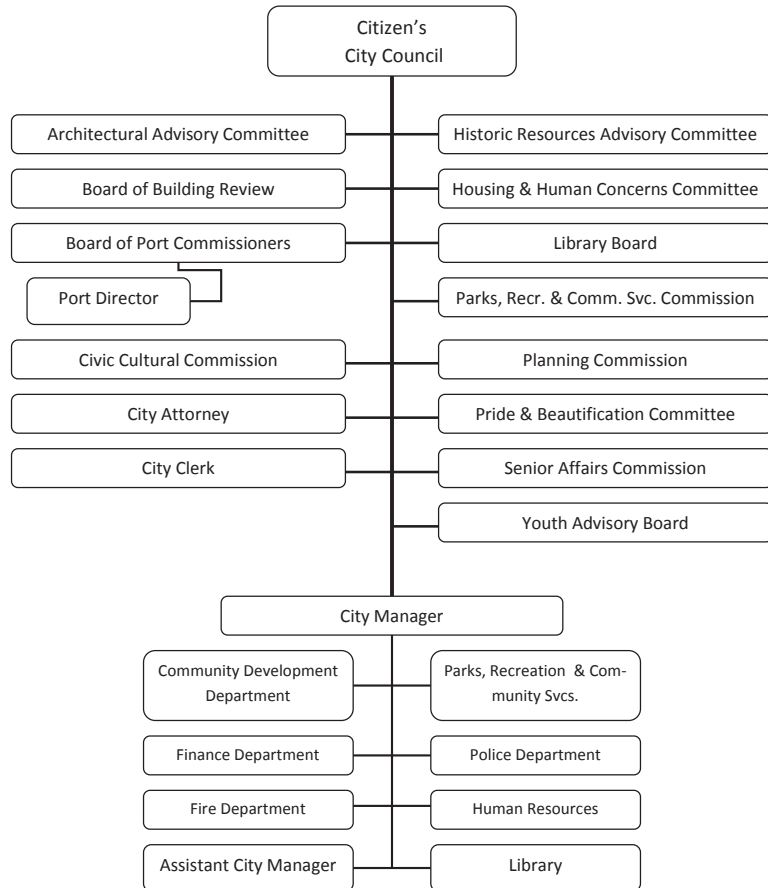 Citizen’s
City Council
Architectural Advisory Committee
Historic Resources Advisory Committee
Board of Building Review
Housing & Human Concerns Committee
Board of Port Commissioners
Library Board
Port Director
Parks, Recr. & Comm. Svc. Commission
Civic Cultural Commission
Planning Commission
City Attorney
Pride & Beautification Committee
City Clerk
Senior Affairs Commission
Youth Advisory Board
City Manager
Community Development
Department
Parks, Recreation & Com-
munity Svcs.
Finance Department
Police Department
Fire Department
Human Resources
Assistant City Manager
Library